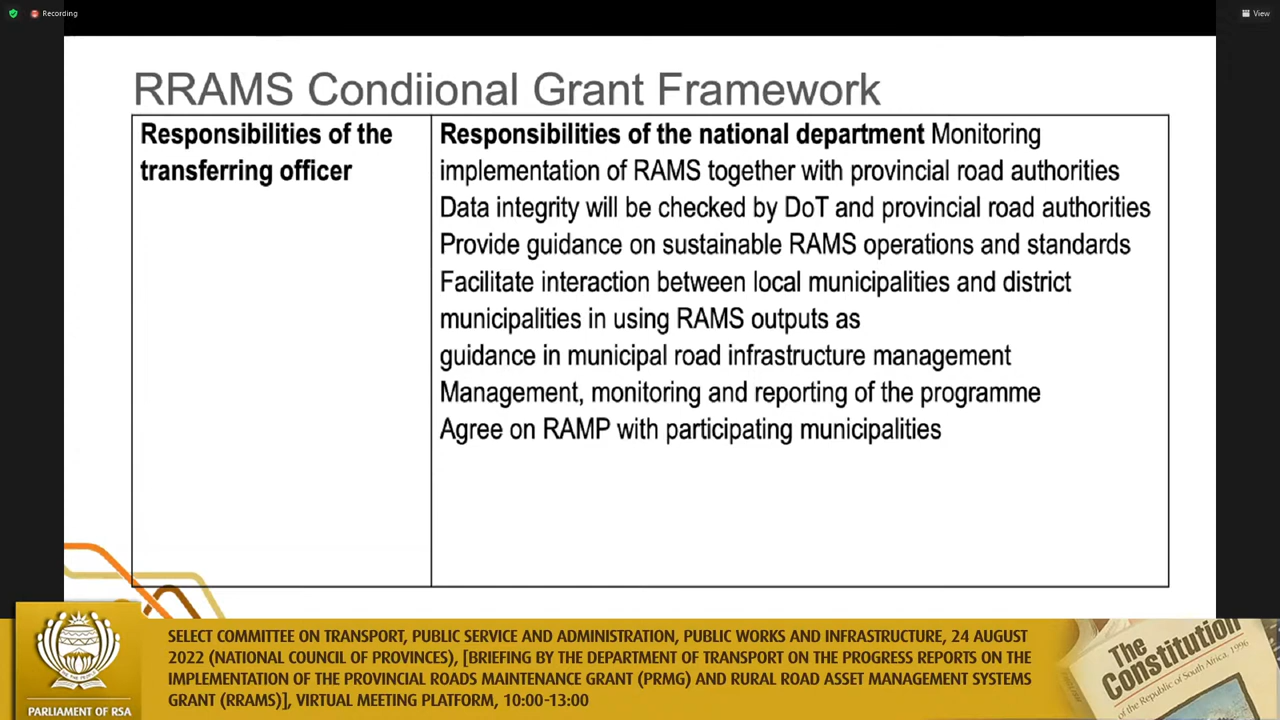 Recording
View
RRAMS Condiional Grant Framework
Responsibilities of the
transferring officer
Responsibilities of the national department Monitoring
implementation of RAMS together with provincial road authorities
Data integrity will be checked by DoT and provincial road authorities
Provide guidance on sustainable RAMS operations and standards
Facilitate interaction between local municipalities and district
municipalities in using RAMS outputs as
guidance in municipal road infrastructure management
Management, monitoring and reporting of the programme
Agree on RAMP with participating municipalities
SELECT COMMITTEE ON TRANSPORT, PUBLIC SERVICE AND ADMINISTRATION, PUBLIC WORKS AND INFRASTRUCTURE, 24 AUGUST
2022 (NATIONAL COUNCIL OF PROVINCES), [BRIEFING BY THE DEPARTMENT OF TRANSPORT ON THE PROGRESS REPORTS ON THE
IMPLEMENTATION OF THE PROVINCIAL ROADS MAINTENANCE GRANT (PRMG) AND RURAL ROAD ASSET MANAGEMENT SYSTEMS
GRANT (RRAMS)], VIRTUAL MEETING PLATFORM, 10:00-13:00
PARLIAMENT OF RSA
The
Constitution
of the Republic of South Africa, 1996